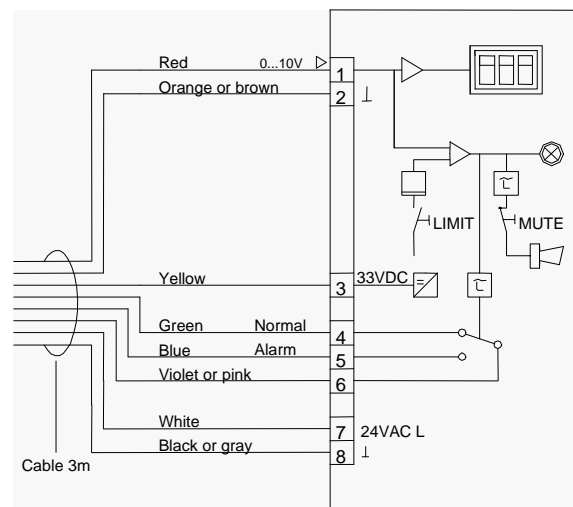 Red 0...10V 1
Orange or brown 2
LIMIT MUTE
Yellow 3 33VDC
Green Normal 4
Blue Alarm 5
Violet or pink 6
White 7 24VAC L
Black or gray 8
Cable 3m